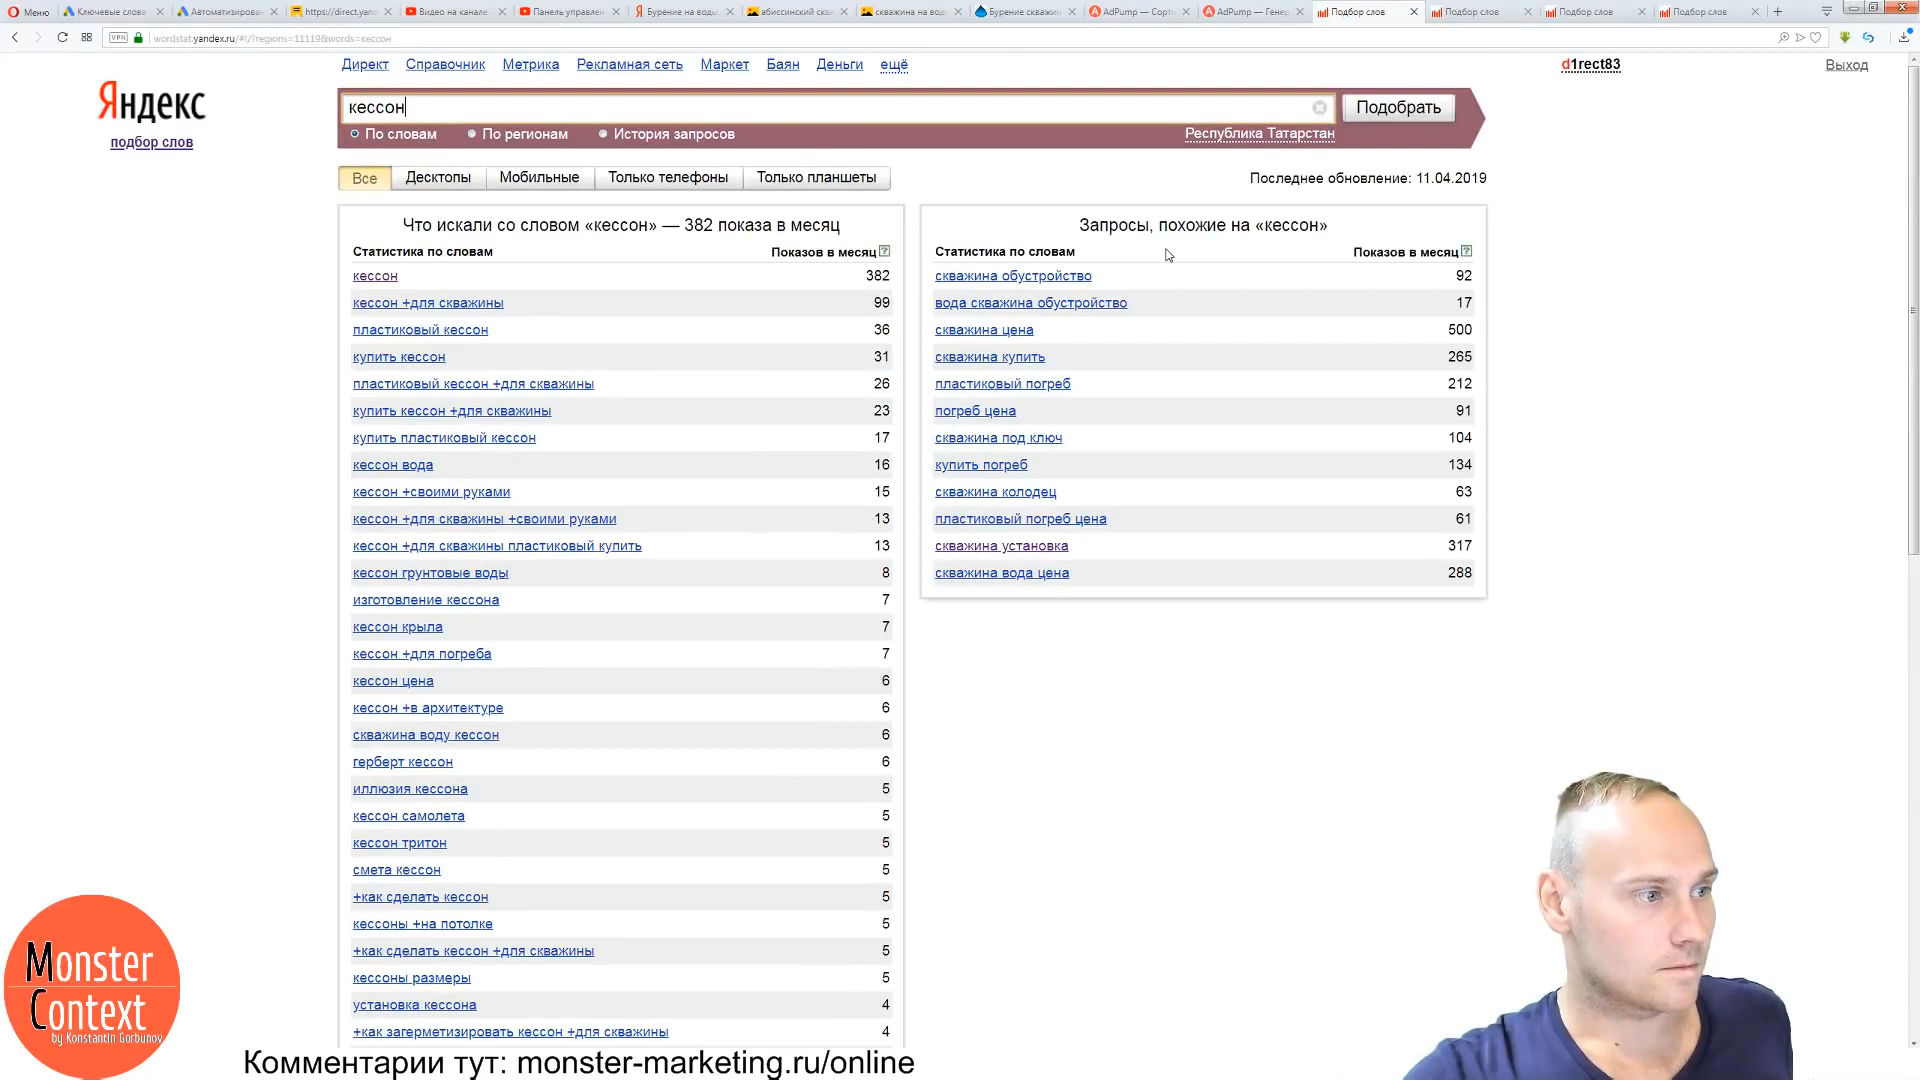 Меню
Ключевые слова
Автоматизирован
https://direct.yand
Видео на канале
Панель управлен
Бурение на воды
абиссинский скв
скважина на вод
Бурение скважин
AdPump — Сорт
AdPump — Генер
Подбор слов
Подбор слов
Подбор слов
Подбор слов
VPN
wordstat.yandex.ru/#!/?regions=11119&words=кессон
Директ Справочник Метрика Рекламная сеть Маркет Баян Деньги ещё
d1rect83
Выход
Яндекс
подбор слов
кессон
Подобрать
По словам По регионам История запросов
Республика Татарстан
Все Десктопы Мобильные Только телефоны Только планшеты
Последнее обновление: 11.04.2019
Что искали со словом «кессон» — 382 показа в месяц
Статистика по словам Показов в месяц ?
кессон 382
кессон +для скважины 99
пластиковый кессон 36
купить кессон 31
пластиковый кессон +для скважины 26
купить кессон +для скважины 23
купить пластиковый кессон 17
кессон вода 16
кессон +своими руками 15
кессон +для скважины +своими руками 13
кессон +для скважины пластиковый купить 13
кессон грунтовые воды 8
изготовление кессона 7
кессон крыла 7
кессон +для погреба 7
кессон цена 6
кессон +в архитектуре 6
скважина воду кессон 6
герберт кессон 6
иллюзия кессона 5
кессон самолета 5
кессон тритон 5
смета кессон 5
+как сделать кессон 5
кессоны +на потолке 5
+как сделать кессон +для скважины 5
кессоны размеры 5
установка кессона 4
+как загерметизировать кессон +для скважины 4
Запросы, похожие на «кессон»
Статистика по словам Показов в месяц ?
скважина обустройство 92
вода скважина обустройство 17
скважина цена 500
скважина купить 265
пластиковый погреб 212
погреб цена 91
скважина под ключ 104
купить погреб 134
скважина колодец 63
пластиковый погреб цена 61
скважина установка 317
скважина вода цена 288
Monster
Context
by Konstantin Gorbunov
Комментарии тут: monster-marketing.ru/online